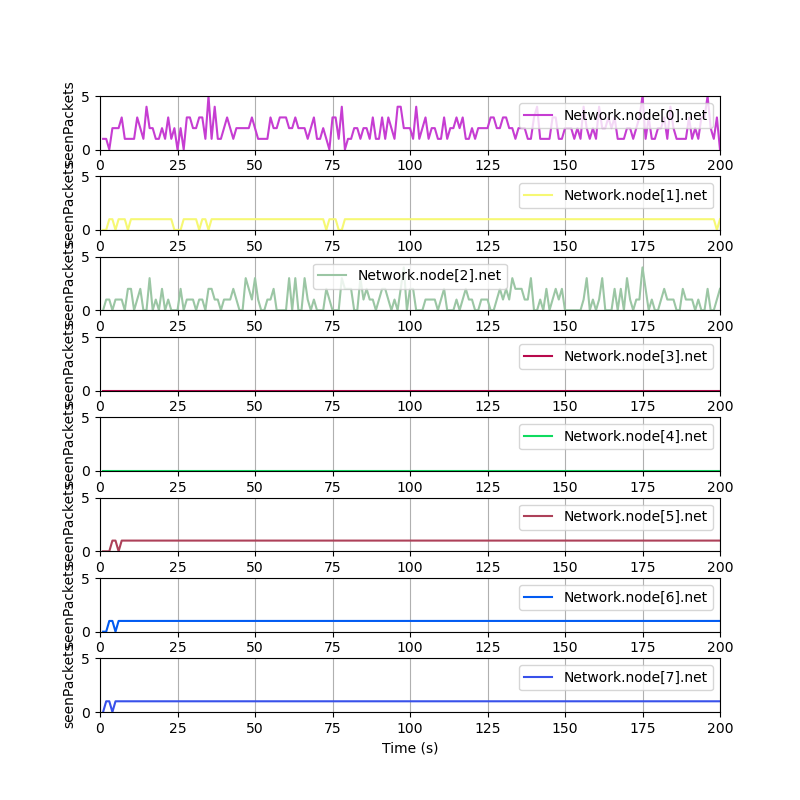 seenPackets
5
0
Network.node[0].net
0 25 50 75 100 125 150 175 200
seenPackets
5
0
Network.node[1].net
0 25 50 75 100 125 150 175 200
seenPackets
5
0
Network.node[2].net
0 25 50 75 100 125 150 175 200
seenPackets
5
0
Network.node[3].net
0 25 50 75 100 125 150 175 200
seenPackets
5
0
Network.node[4].net
0 25 50 75 100 125 150 175 200
seenPackets
5
0
Network.node[5].net
0 25 50 75 100 125 150 175 200
seenPackets
5
0
Network.node[6].net
0 25 50 75 100 125 150 175 200
seenPackets
5
0
Network.node[7].net
0 25 50 75 100 125 150 175 200
Time (s)